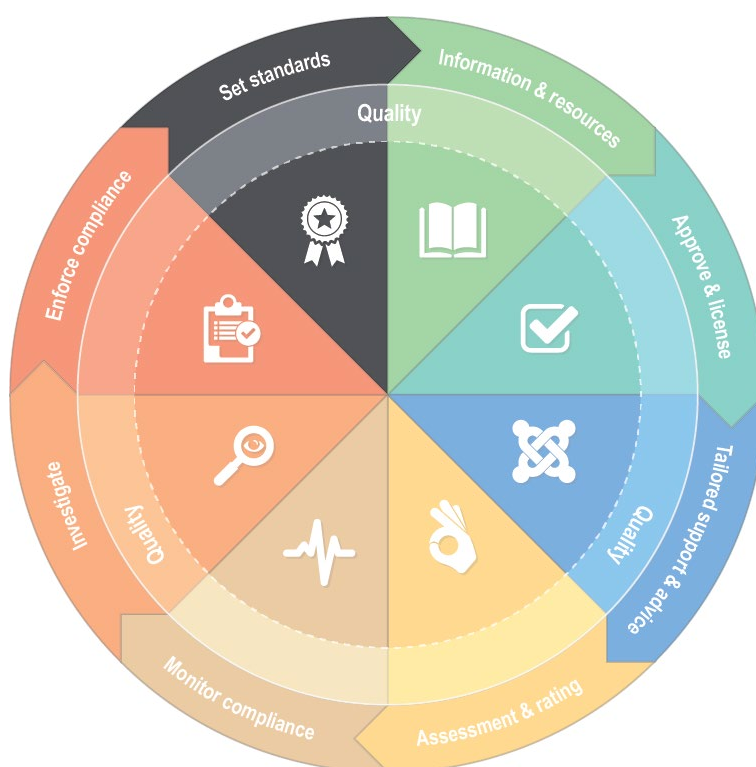 Set standards
Information & resources
Approve & license
Tailored support & advice
Assessment & rating
Monitor compliance
Investigate
Enforce compliance
Quality
Quality
Quality